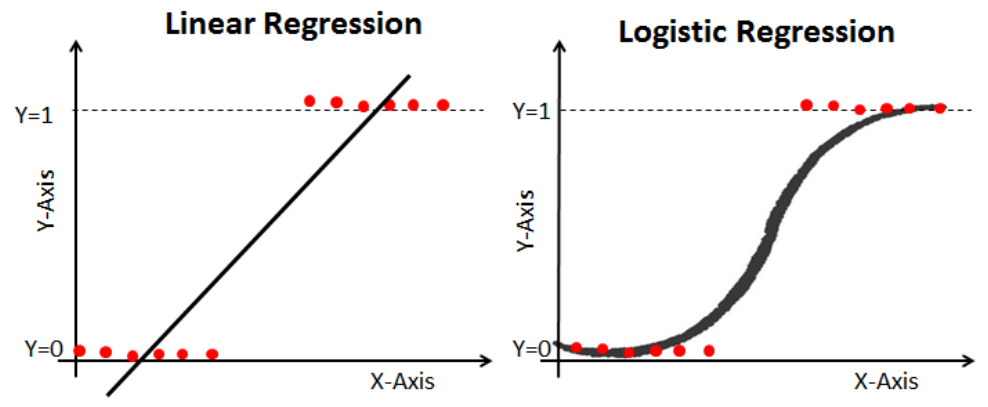 Linear Regression
Y=1
Y-Axis
Y=0
X-Axis
Logistic Regression
Y=1
Y-Axis
Y=0
X-Axis